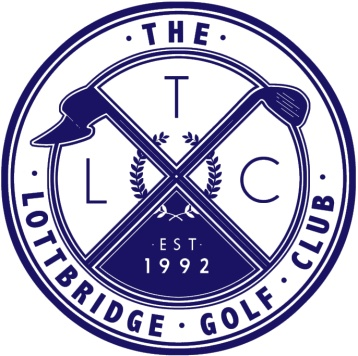 · THE ·
T
L C
· EST ·
1992
· LOTTBRIDGE · GOLF · CLUB ·